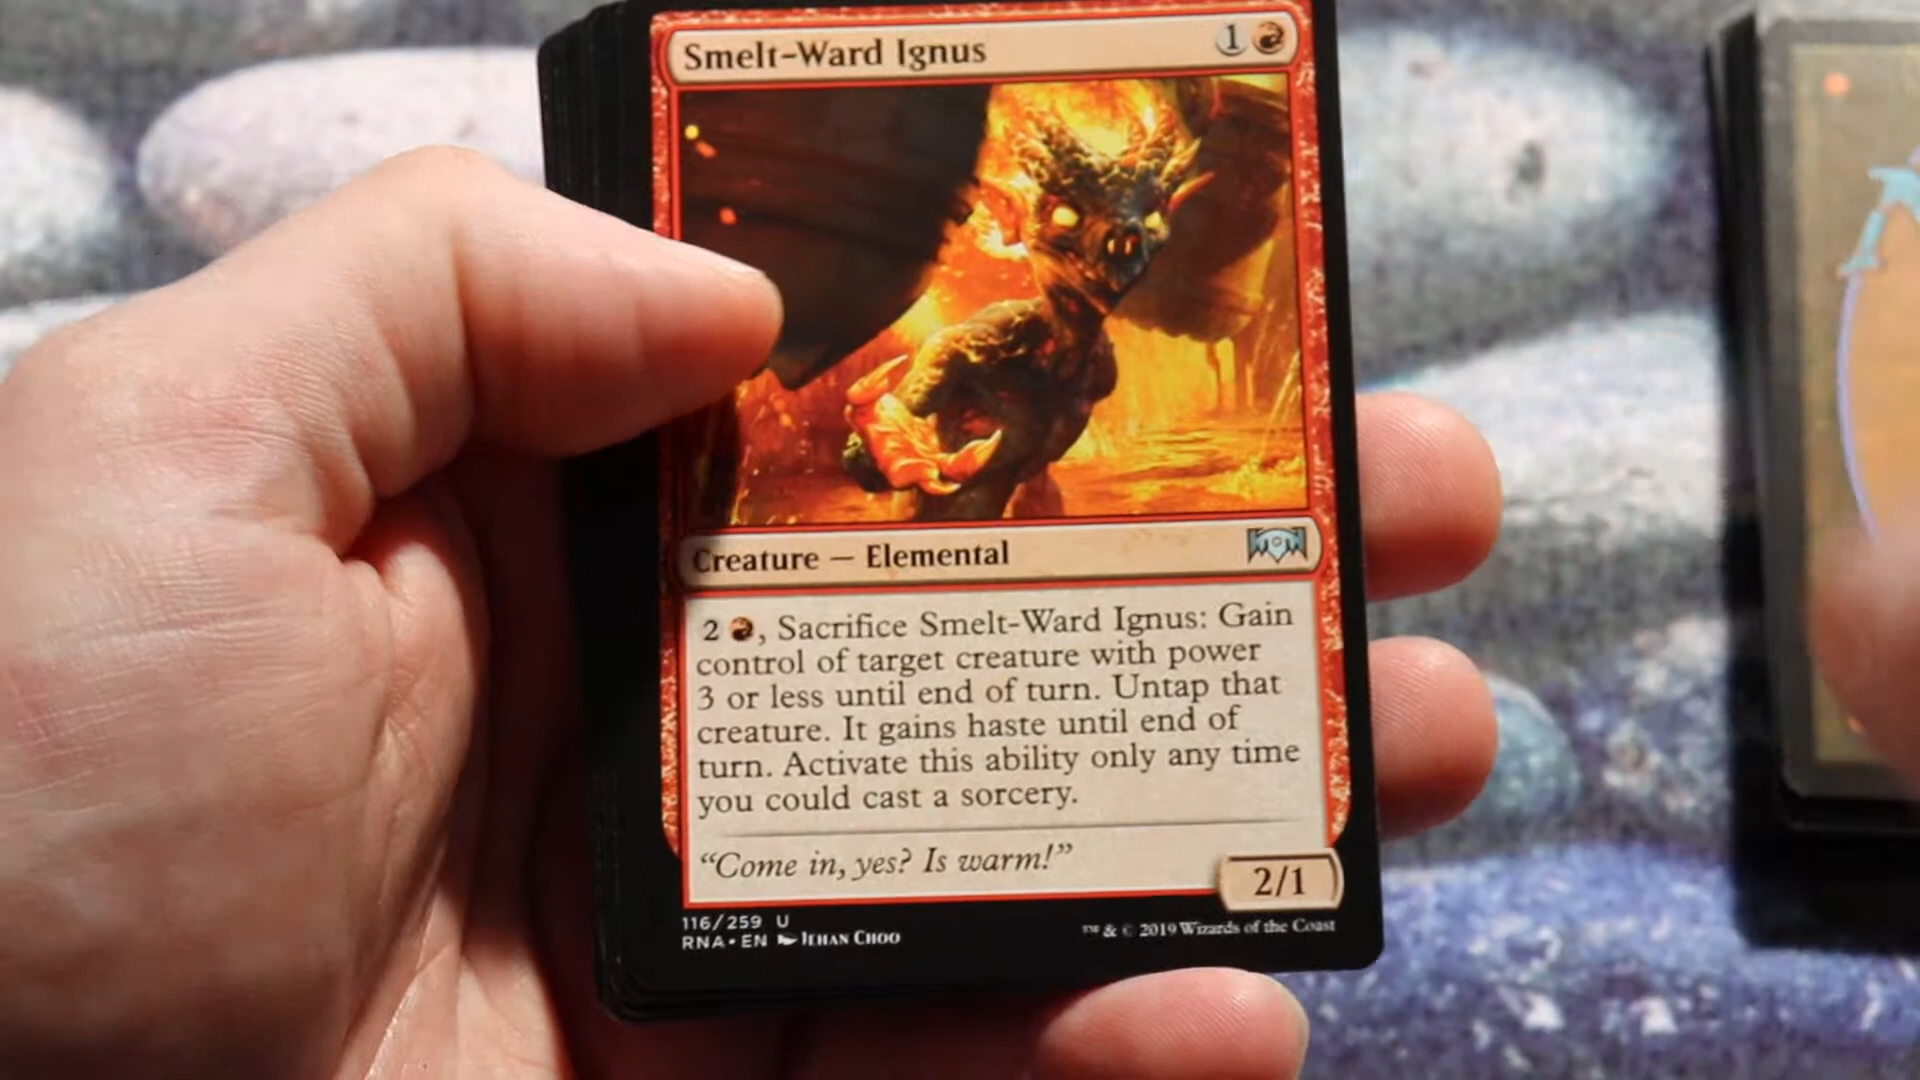 Smelt-Ward Ignus 1
Creature — Elemental
2 , Sacrifice Smelt-Ward Ignus: Gain
control of target creature with power
3 or less until end of turn. Untap that
creature. It gains haste until end of
turn. Activate this ability only any time
you could cast a sorcery.
“Come in, yes? Is warm!”
2/1
116/259 U
RNA • EN Jehan Choo
™ & © 2019 Wizards of the Coast